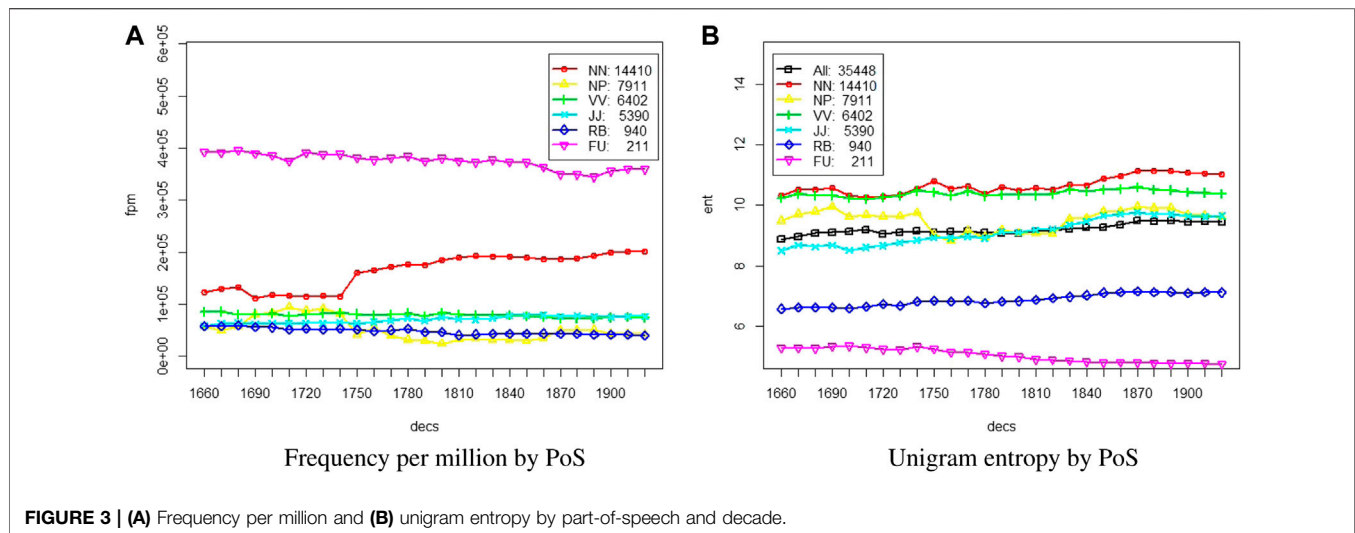 A
fpm
6e+05
5e+05
4e+05
3e+05
2e+05
1e+05
0e+00
NN: 14410
NP: 7911
VV: 6402
JJ: 5390
RB: 940
FU: 211
1660 1690 1720 1750 1780 1810 1840 1870 1900
decs
Frequency per million by PoS
B
ent
14
12
10
8
6
All: 35448
NN: 14410
NP: 7911
VV: 6402
JJ: 5390
RB: 940
FU: 211
1660 1690 1720 1750 1780 1810 1840 1870 1900
decs
Unigram entropy by PoS
FIGURE 3 | (A) Frequency per million and (B) unigram entropy by part-of-speech and decade.